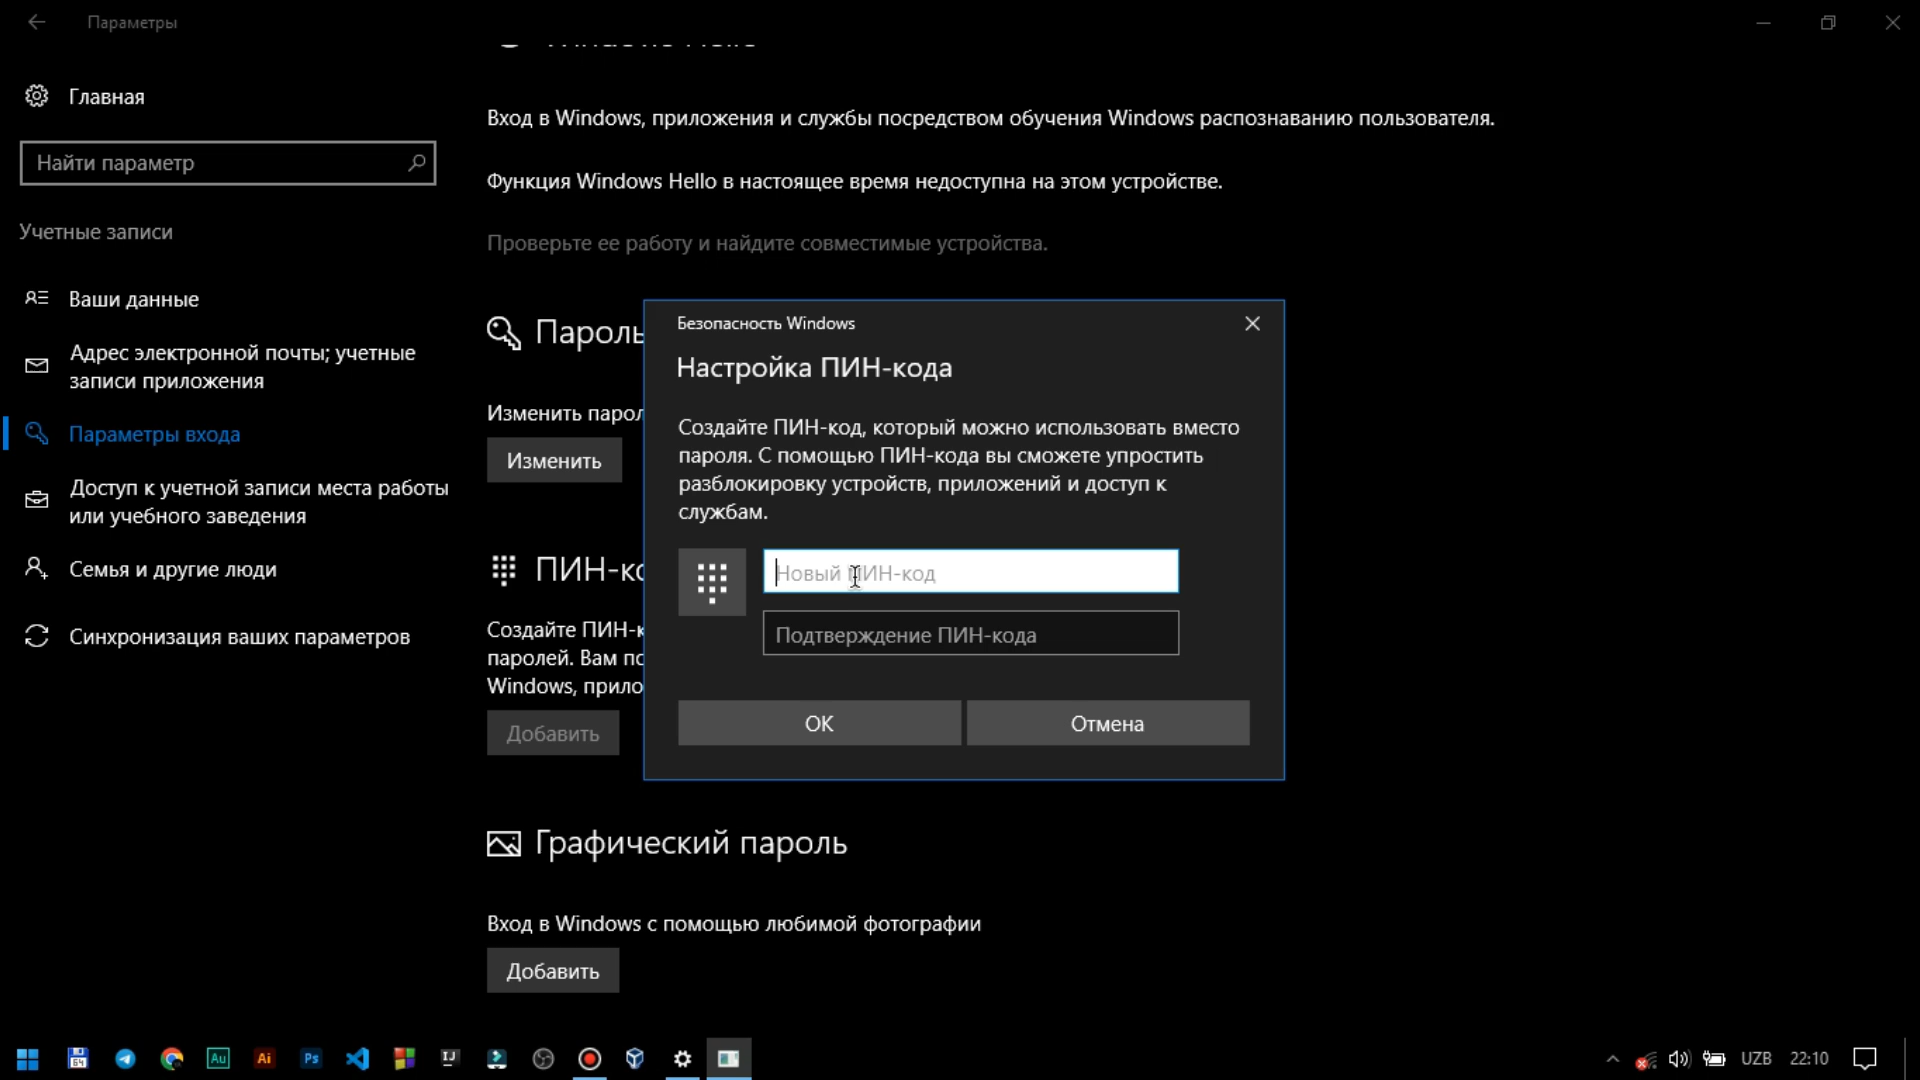 Параметры
Главная
Найти параметр
Учетные записи
Ваши данные
Адрес электронной почты; учетные
записи приложения
Параметры входа
Доступ к учетной записи места работы
или учебного заведения
Семья и другие люди
Синхронизация ваших параметров
Вход в Windows, приложения и службы посредством обучения Windows распознаванию пользователя.
Функция Windows Hello в настоящее время недоступна на этом устройстве.
Проверьте ее работу и найдите совместимые устройства.
Пароль
Изменить
Изменить
ПИН-ко
Создайте ПИН-к
паролей. Вам
Windows,
Добавить
Безопасность Windows
Настройка ПИН-кода
Создайте ПИН-код, который можно использовать вместо
пароля. С помощью ПИН-кода вы сможете упростить
разблокировку устройств, приложений и доступ к
службам.
Новый ПИН-код
Подтверждение ПИН-кода
ОК
Отмена
Графический пароль
Вход в Windows с помощью любимой фотографии
Добавить
64
Au
Ai
Ps
IJ
UZB
22:10